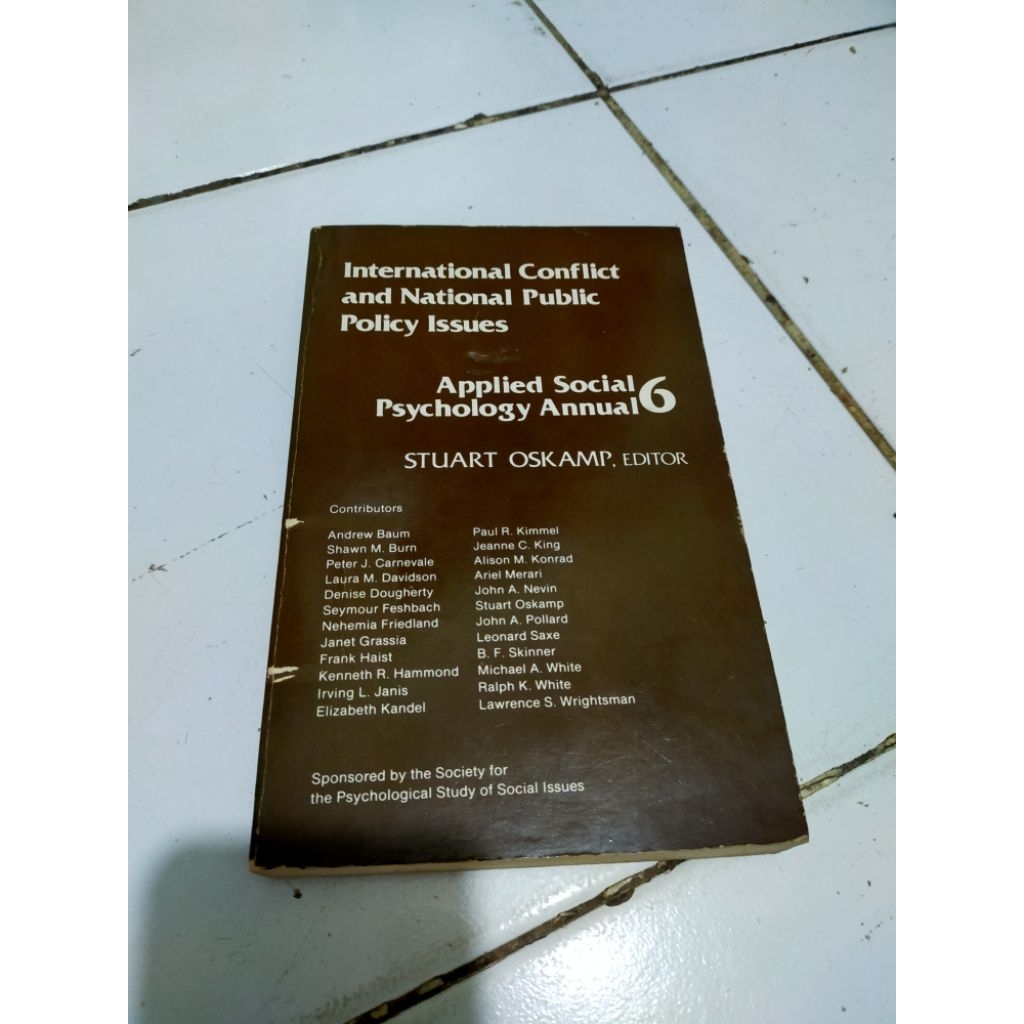 International Conflict
and National Public
Policy Issues
Applied Social
Psychology Annual 6
STUART OSKAMP, EDITOR
Contributors
Andrew Baum
Shawn M. Burn
Peter J. Carnevale
Laura M. Davidson
Denise Dougherty
Seymour Feshbach
Nehemia Friedland
Janet Grassia
Frank Haist
Kenneth R. Hammond
Irving L. Janis
Elizabeth Kandel
Paul R. Kimmel
Jeanne C. King
Alison M. Konrad
Ariel Merari
John A. Nevin
Stuart Oskamp
John A. Pollard
Leonard Saxe
B. F. Skinner
Michael A. White
Ralph K. White
Lawrence S. Wrightsman
Sponsored by the Society for
the Psychological Study of Social Issues